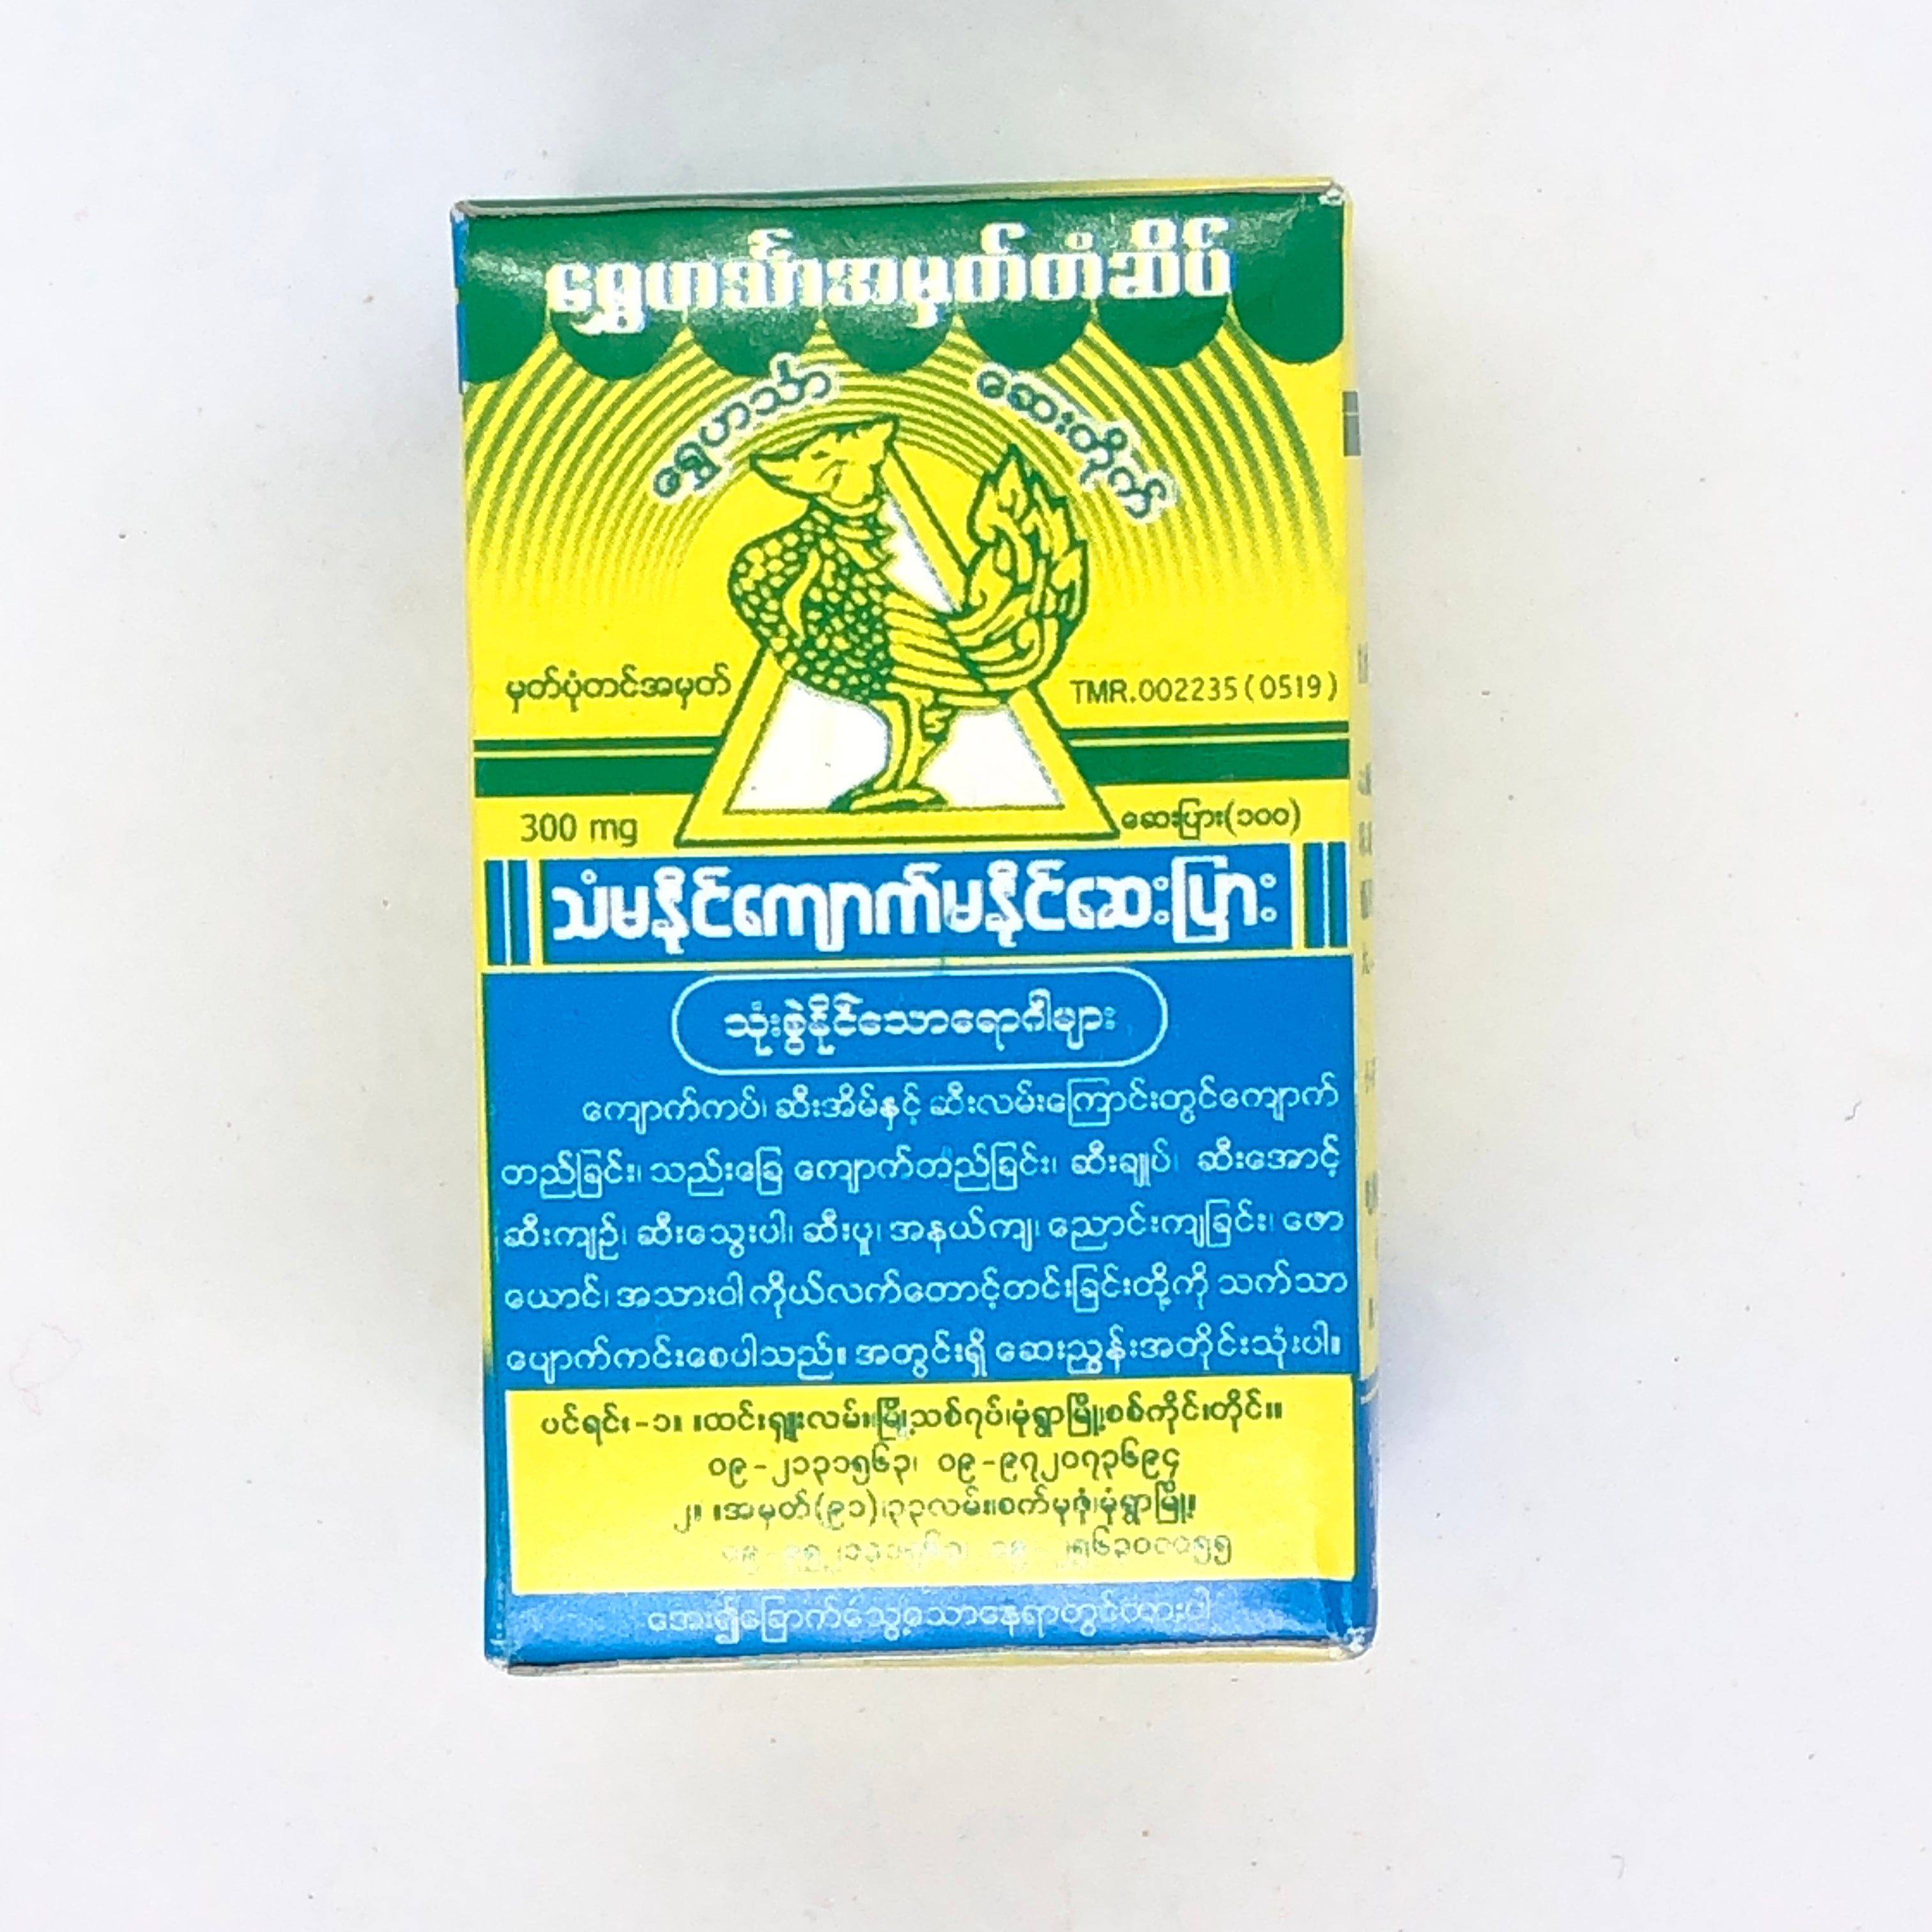 ရွှေဟင်္သာအမှတ်တံဆိပ်
ရွှေဟင်္သာ ဆေးတိုက်
မှတ်ပုံတင်အမှတ် TMR.002235(0519)
300 mg ဆေးပြား(၁၀၀)
သံမနိုင်ကျောက်မနိုင်ဆေးပြား
သုံးစွဲနိုင်သောရောဂါများ
ကျောက်ကပ်၊ ဆီးအိမ်နှင့် ဆီးလမ်းကြောင်းတွင်ကျောက်
တည်ခြင်း၊ သည်းခြေ ကျောက်တည်ခြင်း၊ ဆီးချုပ်၊ ဆီးအောင့်
ဆီးကျဉ်၊ ဆီးသွေးပါ၊ ဆီးပူ၊ အနယ်ကျ၊ ညောင်းကျခြင်း၊ ဖော
ယောင်၊ အသားဝါ ကိုယ်လက်တောင့်တင်းခြင်းတို့ကို သက်သာ
ပျောက်ကင်းစေပါသည်။ အတွင်းရှိ ဆေးညွှန်းအတိုင်းသုံးပါ။
ပင်ရင်း-၁။ ။ထင်းရှူးလမ်း၊မြို့သစ်၇ပ်၊မုံရွာမြို့၊စစ်ကိုင်းတိုင်။
၀၉-၂၁၃၁၅၆၃၊ ၀၉-၉၇၂၀၇၃၆၉၄
၂။ ။အမှတ်(၉၁)၊၃၃လမ်း၊စက်မှုဇုံ၊မုံရွာမြို့။
အေး၍ခြောက်သွေ့သောနေရာတွင်ထားပါ